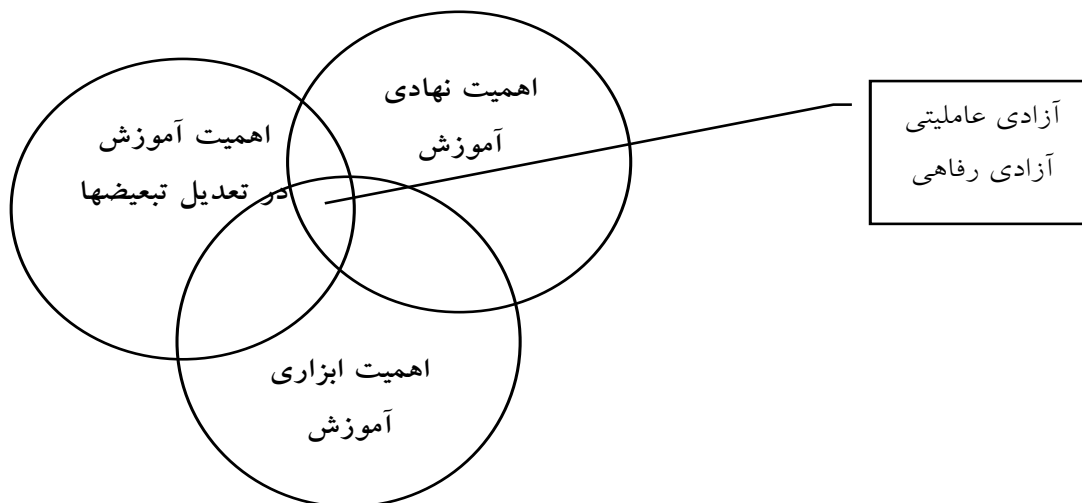 اهمیت نهادی
آموزش
اهمیت آموزش
در تعدیل تبعیضها
اهمیت ابزاری
آموزش
آزادی عاملیتی
آزادی رفاهی